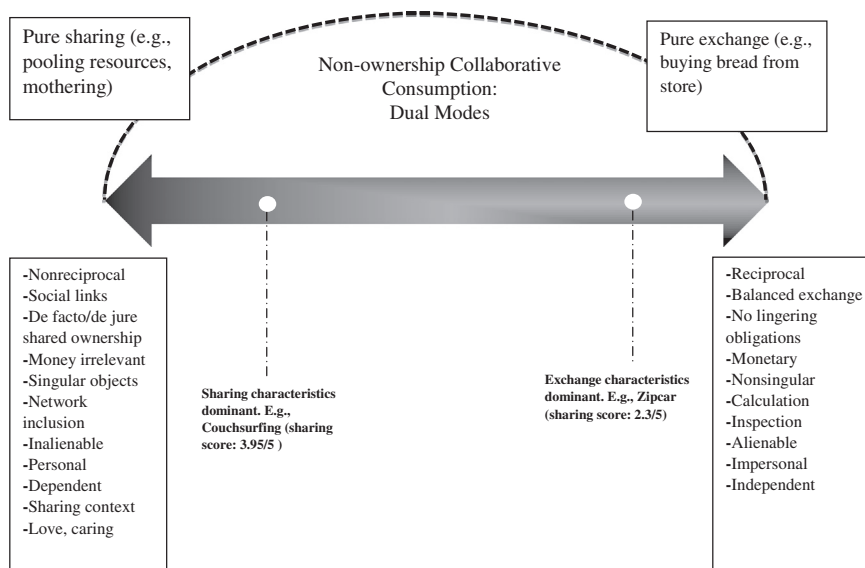 Pure sharing (e.g.,
pooling resources,
mothering)
Non-ownership Collaborative
Consumption:
Dual Modes
Pure exchange (e.g.,
buying bread from
store)
-Nonreciprocal
-Social links
-De facto/de jure
shared ownership
-Money irrelevant
-Singular objects
-Network
inclusion
-Inalienable
-Personal
-Dependent
-Sharing context
-Love, caring
Sharing characteristics
dominant. E.g.,
Couchsurfing (sharing
score: 3.95/5 )
Exchange characteristics
dominant. E.g., Zipcar
(sharing score: 2.3/5)
-Reciprocal
-Balanced exchange
-No lingering
obligations
-Monetary
-Nonsingular
-Calculation
-Inspection
-Alienable
-Impersonal
-Independent